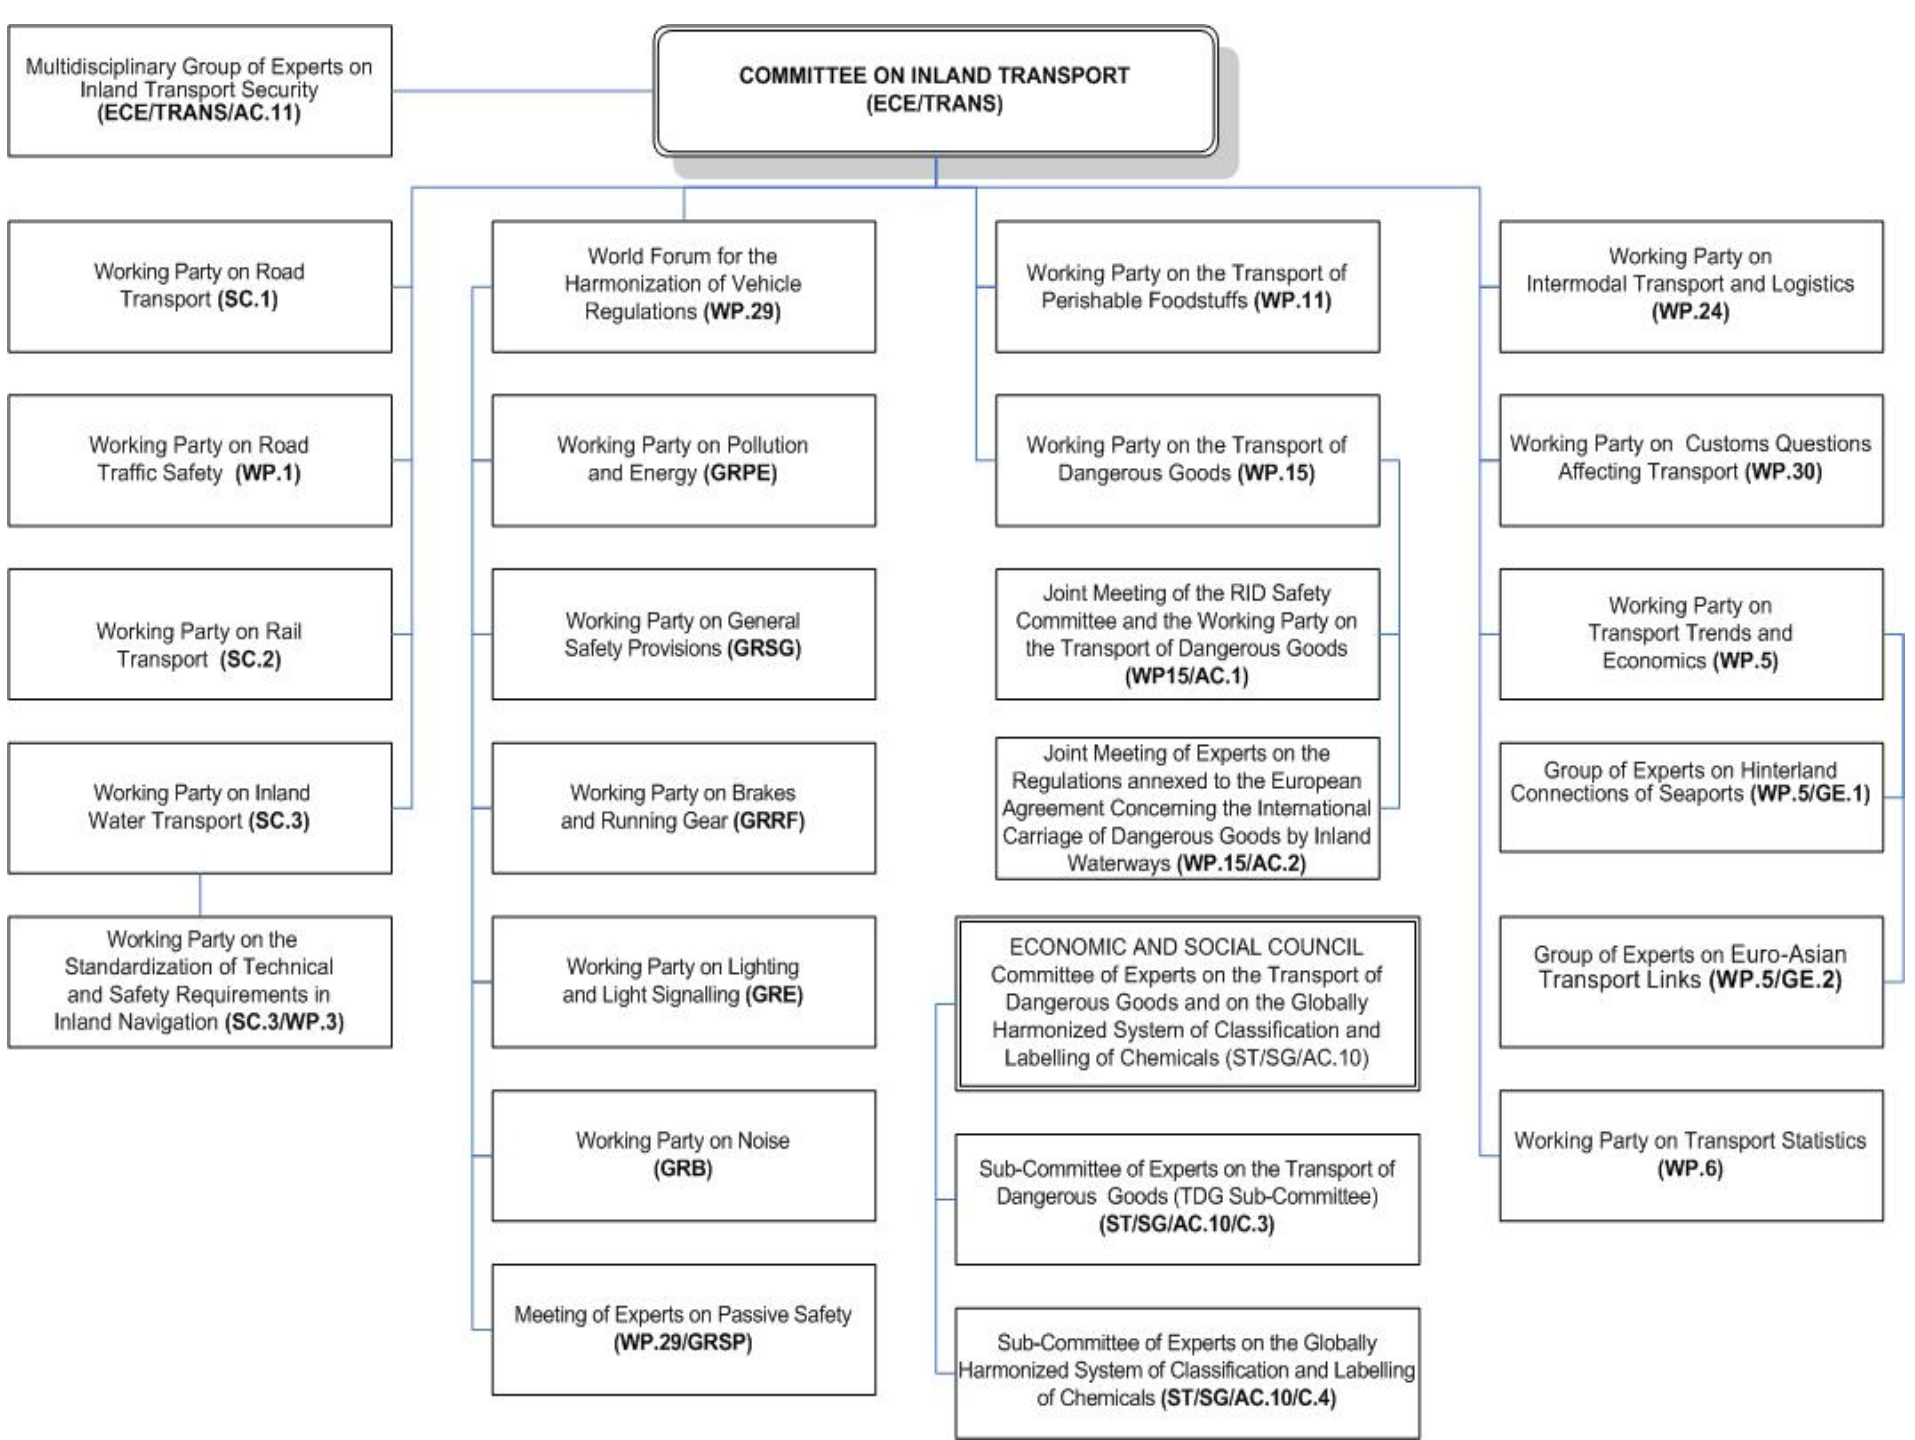 Multidisciplinary Group of Experts on
Inland Transport Security
(ECE/TRANS/AC.11)
COMMITTEE ON INLAND TRANSPORT
(ECE/TRANS)
Working Party on Road
Transport (SC.1)
Working Party on Road
Traffic Safety (WP.1)
Working Party on Rail
Transport (SC.2)
Working Party on Inland
Water Transport (SC.3)
Working Party on the
Standardization of Technical
and Safety Requirements in
Inland Navigation (SC.3/WP.3)
World Forum for the
Harmonization of Vehicle
Regulations (WP.29)
Working Party on Pollution
and Energy (GRPE)
Working Party on General
Safety Provisions (GRSG)
Working Party on Brakes
and Running Gear (GRRF)
Working Party on Lighting
and Light Signalling (GRE)
Working Party on Noise
(GRB)
Meeting of Experts on Passive Safety
(WP.29/GRSP)
Working Party on the Transport of
Perishable Foodstuffs (WP.11)
Working Party on the Transport of
Dangerous Goods (WP.15)
Joint Meeting of the RID Safety
Committee and the Working Party on
the Transport of Dangerous Goods
(WP15/AC.1)
Joint Meeting of Experts on the
Regulations annexed to the European
Agreement Concerning the International
Carriage of Dangerous Goods by Inland
Waterways (WP.15/AC.2)
ECONOMIC AND SOCIAL COUNCIL
Committee of Experts on the Transport of
Dangerous Goods and on the Globally
Harmonized System of Classification and
Labelling of Chemicals (ST/SG/AC.10)
Sub-Committee of Experts on the Transport of
Dangerous Goods (TDG Sub-Committee)
(ST/SG/AC.10/C.3)
Sub-Committee of Experts on the Globally
Harmonized System of Classification and Labelling
of Chemicals (ST/SG/AC.10/C.4)
Working Party on
Intermodal Transport and Logistics
(WP.24)
Working Party on Customs Questions
Affecting Transport (WP.30)
Working Party on
Transport Trends and
Economics (WP.5)
Group of Experts on Hinterland
Connections of Seaports (WP.5/GE.1)
Group of Experts on Euro-Asian
Transport Links (WP.5/GE.2)
Working Party on Transport Statistics
(WP.6)